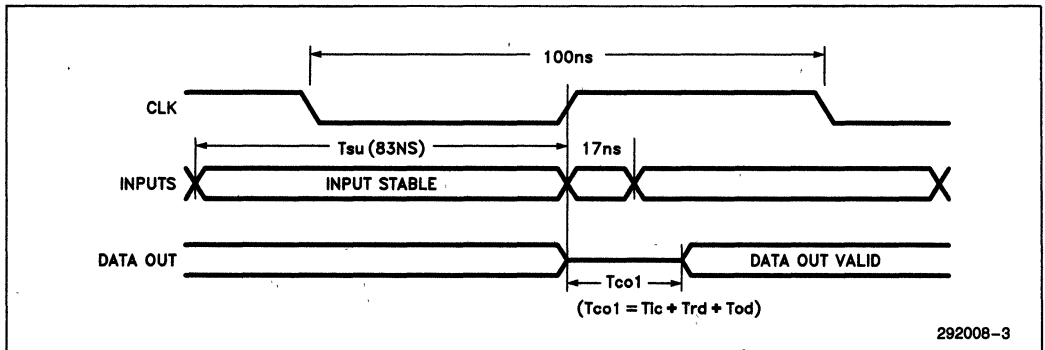 100ns
CLK
Tsu (83NS)
17ns
INPUTS
INPUT STABLE
DATA OUT
DATA OUT VALID
Tco1
(Tco1 = Tic + Trd + Tod)
292008-3